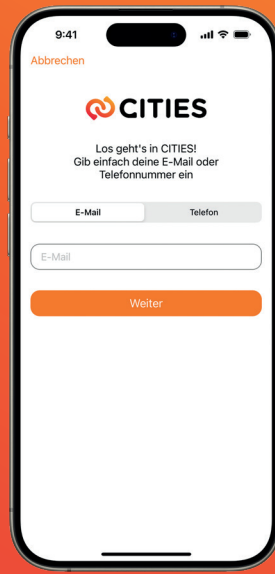 9:41
Abbrechen
CITIES
Los geht's in CITIES!
Gib einfach deine E-Mail oder
Telefonnummer ein
E-Mail Telefon
E-Mail
Weiter